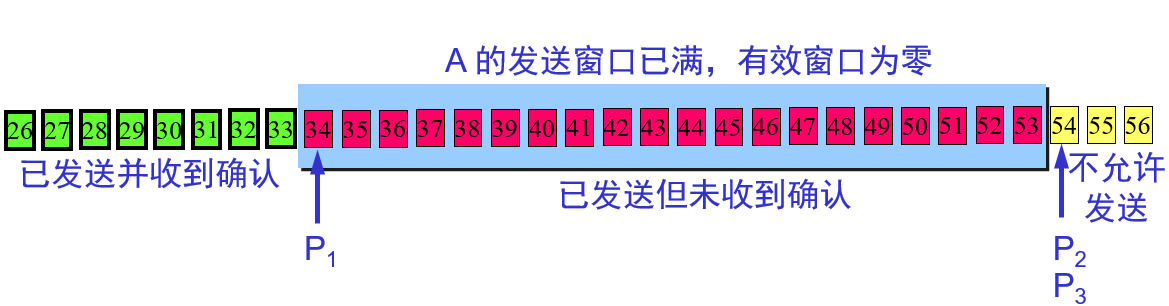 A 的发送窗口已满，有效窗口为零
26 27 28 29 30 31 32 33 34 35 36 37 38 39 40 41 42 43 44 45 46 47 48 49 50 51 52 53 54 55 56
已发送并收到确认
已发送但未收到确认
不允许
发送
P1
P2
P3